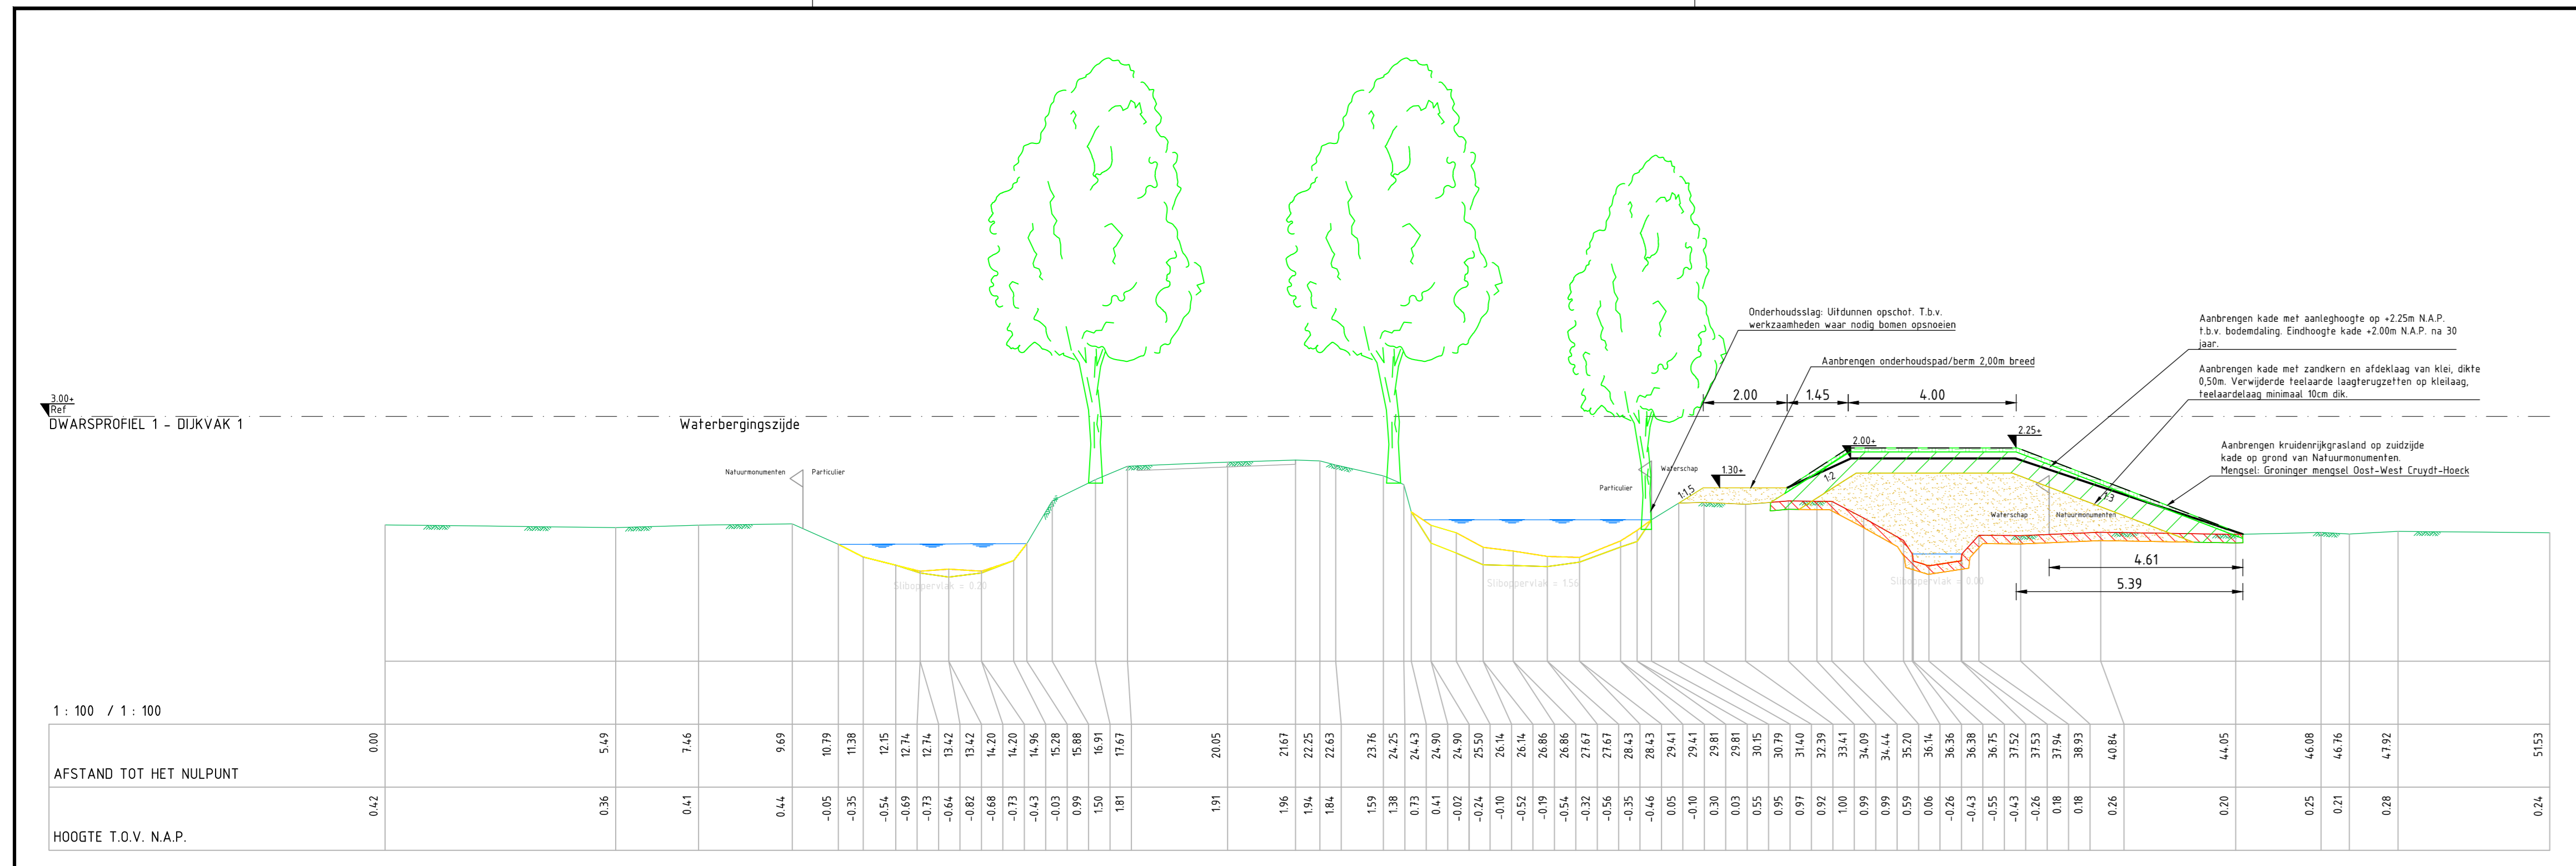 Onderhoudsslag: Uitdunnen opschot. T.b.v.
werkzaamheden waar nodig bomen opsnoeien
Aanbrengen kade met aanleghoogte op +2.25m N.A.P.
t.b.v. bodemdaling. Eindhoogte kade +2.00m N.A.P. na 30
jaar.
Aanbrengen onderhoudspad/berm 2,00m breed
Aanbrengen kade met zandkern en afdeklaag van klei, dikte
0,50m. Verwijderde teelaarde laagterugzetten op kleilaag,
teelaardelaag minimaal 10cm dik.
3.00+
Ref
2.00
1.45
4.00
DWARSPROFIEL 1 - DIJKVAK 1
Waterbergingszijde
2.00+
2.25+
Aanbrengen kruidenrijkgrasland op zuidzijde
kade op grond van Natuurmonumenten.
Mengsel: Groninger mengsel Oost-West Cruydt-Hoeck
Natuurmonumenten
Particulier
Particulier
Waterschap
1.30+
1:1,5
1:2
1:3
Waterschap
Natuurmonumenten
4.61
5.39
Sliboppervlak = 0.20
Sliboppervlak = 1.56
Sliboppervlak = 0.00
1 : 100 / 1 : 100
AFSTAND TOT HET NULPUNT
0.00 5.49 7.46 9.69 10.79 11.38 12.15 12.74 12.74 13.42 13.42 14.20 14.20 14.96 15.28 15.88 16.91 17.67 20.05 21.67 22.25 22.63 23.76 24.25 24.43 24.90 24.90 25.50 26.14 26.14 26.86 26.86 27.67 27.67 28.43 28.43 29.41 29.41 29.81 29.81 30.15 30.79 31.40 32.39 33.41 34.09 34.44 35.20 36.14 36.36 36.38 36.75 37.52 37.53 37.94 38.93 40.84 44.05 46.08 46.76 47.92 51.53
HOOGTE T.O.V. N.A.P.
0.42 0.36 0.41 0.44 -0.05 -0.35 -0.54 -0.69 -0.73 -0.64 -0.82 -0.68 -0.73 -0.43 -0.03 0.99 1.50 1.81 1.91 1.96 1.94 1.84 1.59 1.38 0.73 0.41 -0.02 -0.24 -0.10 -0.52 -0.19 -0.54 -0.32 -0.56 -0.35 -0.46 0.05 -0.10 0.30 0.03 0.55 0.95 0.97 0.92 1.00 0.99 0.99 0.59 0.06 -0.26 -0.43 -0.55 -0.43 -0.26 0.18 0.18 0.26 0.20 0.25 0.21 0.28 0.24